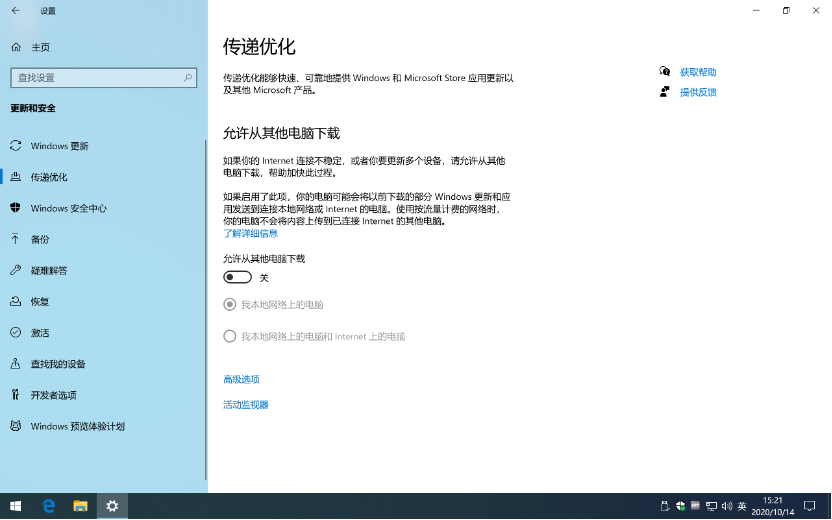 设置
主页
查找设置
更新和安全
Windows 更新
传递优化
Windows 安全中心
备份
疑难解答
恢复
激活
查找我的设备
开发者选项
Windows 预览体验计划
传递优化
传递优化能够快速、可靠地提供 Windows 和 Microsoft Store 应用更新以
及其他 Microsoft 产品。
允许从其他电脑下载
如果你的 Internet 连接不稳定，或者你要更新多个设备，请允许从其他
电脑下载，帮助加快此过程。
如果启用了此项，你的电脑可能会将以前下载的部分 Windows 更新和应
用发送到连接本地网络或 Internet 的电脑。使用按流量计费的网络时，
你的电脑不会将内容上传到已连接 Internet 的其他电脑。
了解详细信息
允许从其他电脑下载
关
我本地网络上的电脑
我本地网络上的电脑和 Internet 上的电脑
高级选项
活动监视器
获取帮助
提供反馈
英
15:21
2020/10/14